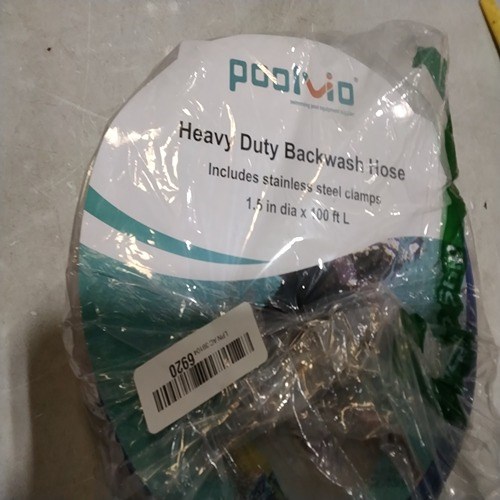 poolvio
Heavy Duty Backwash Hose
Includes stainless steel clamps
1.5 in dia x 100 ft L
6920